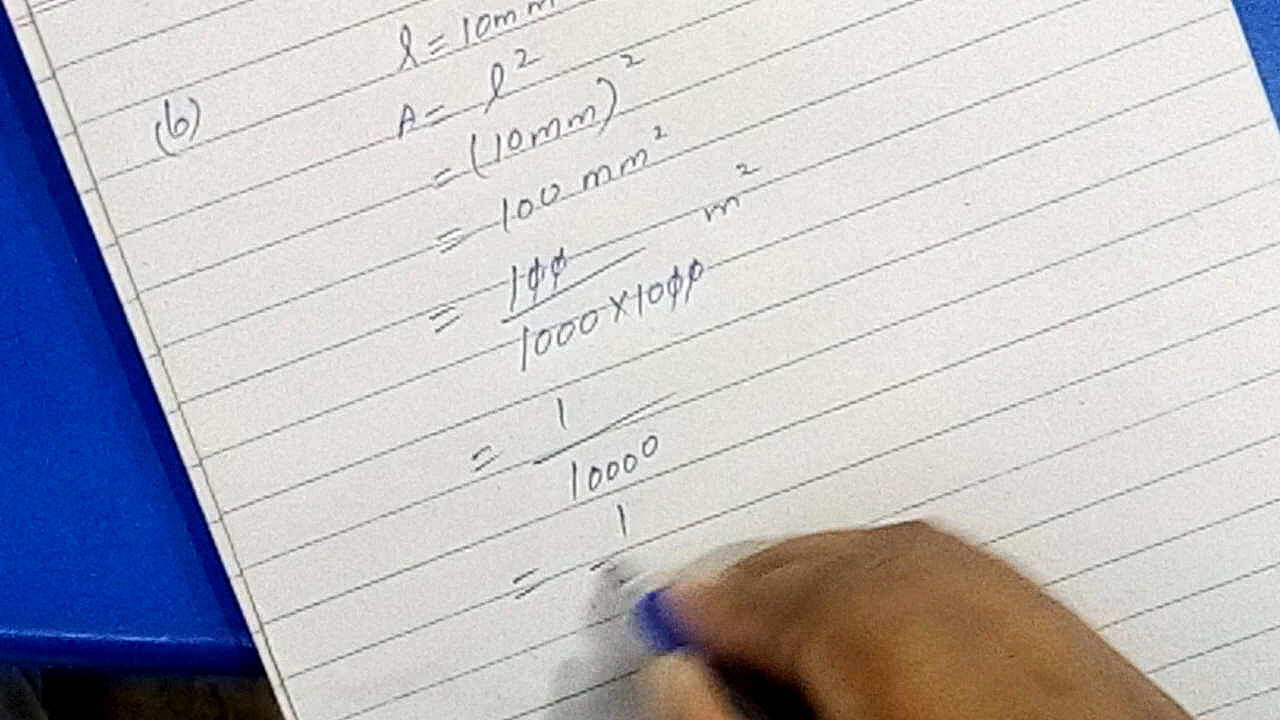 l = 10mm
(b) A = l²
= (10mm)²
= 100 mm²
= 100/1000×1000 m²
= 1/10000
= 1